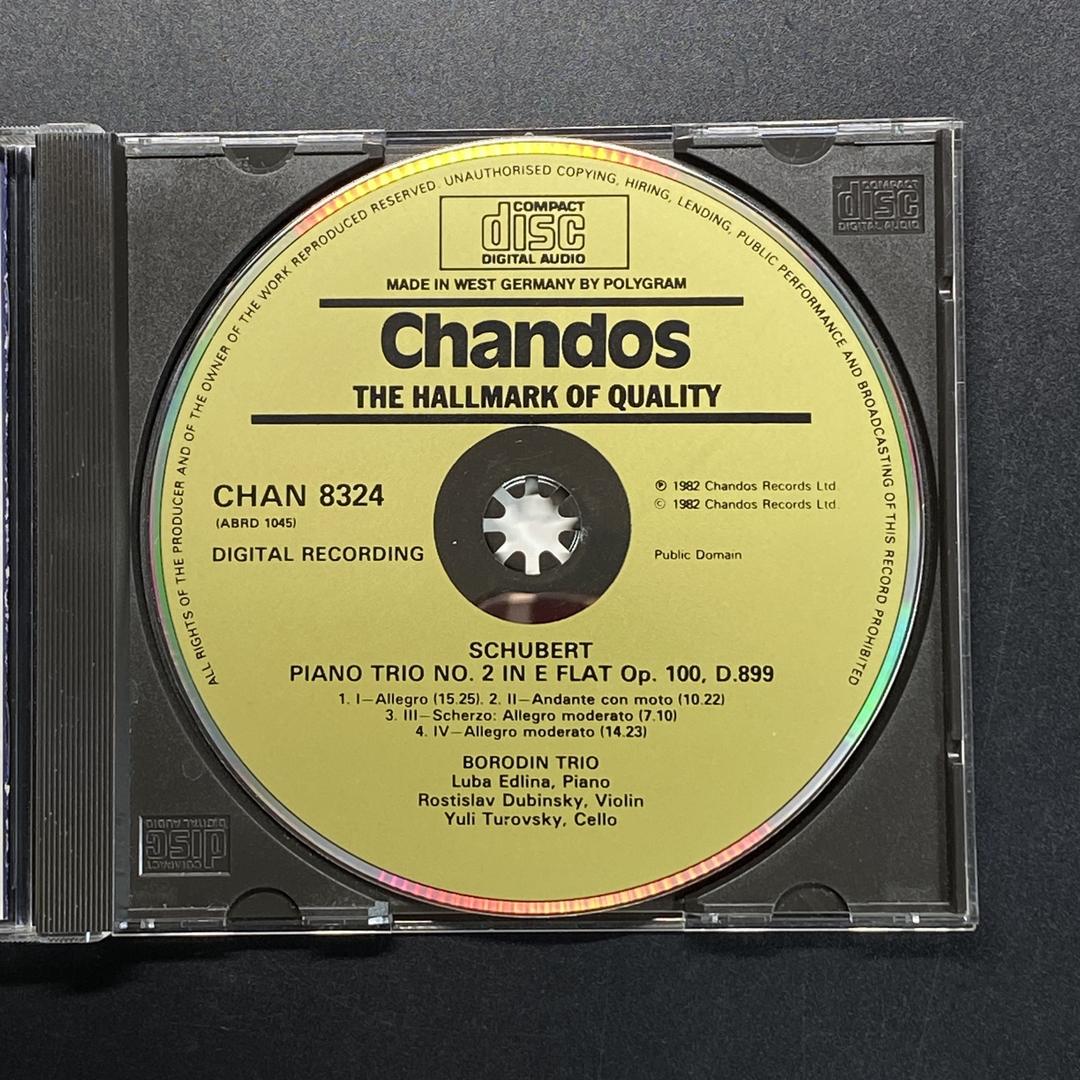 ALL RIGHTS OF THE PRODUCER AND OF THE OWNER OF THE WORK REPRODUCED RESERVED. UNAUTHORISED COPYING, HIRING, LENDING, PUBLIC PERFORMANCE AND BROADCASTING OF THIS RECORD PROHIBITED
COMPACT
disc
DIGITAL AUDIO
COMPACT
disc
DIGITAL AUDIO
MADE IN WEST GERMANY BY POLYGRAM
Chandos
THE HALLMARK OF QUALITY
CHAN 8324
(ABRD 1045)
DIGITAL RECORDING
℗ 1982 Chandos Records Ltd.
© 1982 Chandos Records Ltd.
Public Domain
SCHUBERT
PIANO TRIO NO. 2 IN E FLAT Op. 100, D.899
1. I—Allegro (15.25). 2. II—Andante con moto (10.22)
3. III—Scherzo: Allegro moderato (7.10)
4. IV—Allegro moderato (14.23)
BORODIN TRIO
Luba Edlina, Piano
Rostislav Dubinsky, Violin
Yuli Turovsky, Cello
COMPACT
disc
DIGITAL AUDIO